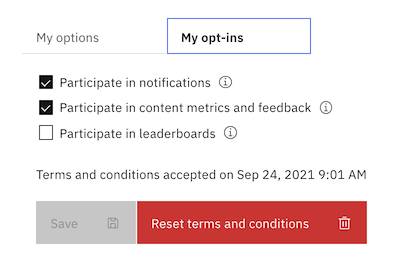 My options
My opt-ins
Participate in notifications
Participate in content metrics and feedback
Participate in leaderboards
Terms and conditions accepted on Sep 24, 2021 9:01 AM
Save
Reset terms and conditions